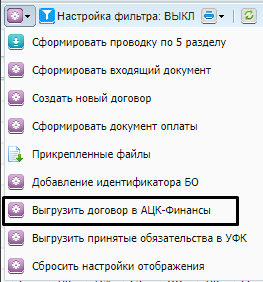 Настройка фильтра: ВЫКЛ
Сформировать проводку по 5 разделу
Сформировать входящий документ
Создать новый договор
Сформировать документ оплаты
Прикрепленные файлы
Добавление идентификатора БО
Выгрузить договор в АЦК-Финансы
Выгрузить принятые обязательства в УФК
Сбросить настройки отображения